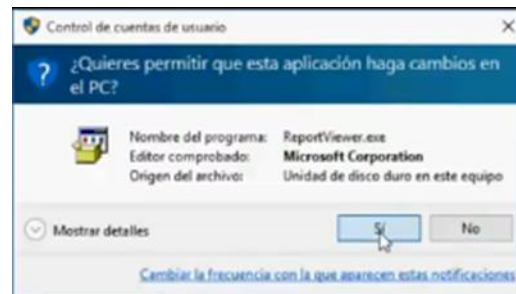 Control de cuentas de usuario
¿Quieres permitir que esta aplicación haga cambios en
el PC?
Nombre del programa: ReportViewer.exe
Editor comprobado: Microsoft Corporation
Origen del archivo: Unidad de disco duro en este equipo
Mostrar detalles
Sí
No
Cambiar la frecuencia con la que aparecen estas notificaciones